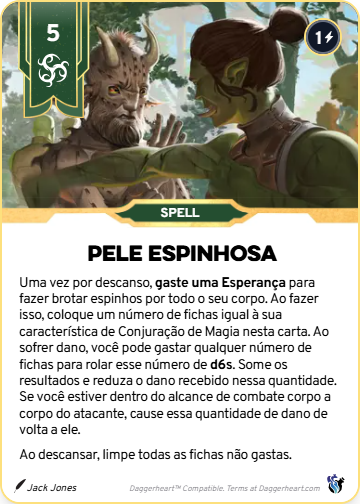 5
1
SPELL
PELE ESPINHOSA
Uma vez por descanso, gaste uma Esperança para
fazer brotar espinhos por todo o seu corpo. Ao fazer
isso, coloque um número de fichas igual à sua
característica de Conjuração de Magia nesta carta. Ao
sofrer dano, você pode gastar qualquer número de
fichas para rolar esse número de d6s. Some os
resultados e reduza o dano recebido nessa quantidade.
Se você estiver dentro do alcance de combate corpo a
corpo do atacante, cause essa quantidade de dano de
volta a ele.
Ao descansar, limpe todas as fichas não gastas.
Jack Jones
Daggerheart™ Compatible. Terms at Daggerheart.com